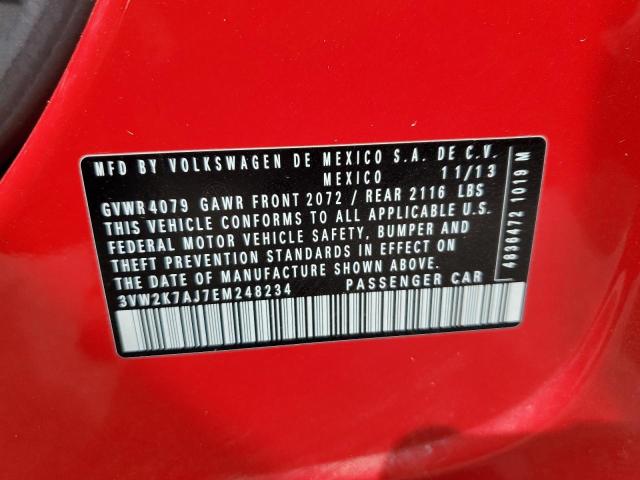 MFD BY VOLKSWAGEN DE MEXICO S.A. DE C.V.
MEXICO 11/13
GVWR 4079 GAWR FRONT 2072 / REAR 2116 LBS
THIS VEHICLE CONFORMS TO ALL APPLICABLE U.S.
FEDERAL MOTOR VEHICLE SAFETY, BUMPER AND
THEFT PREVENTION STANDARDS IN EFFECT ON
THE DATE OF MANUFACTURE SHOWN ABOVE.
3VW2K7AJ7EM248234 PASSENGER CAR
4836472 1019 M